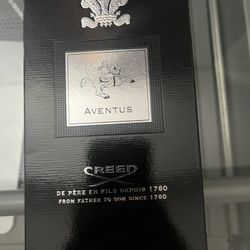 AVENTUS
CREED
DE PÈRE EN FILS DEPUIS 1760
FROM FATHER TO SON SINCE 1760